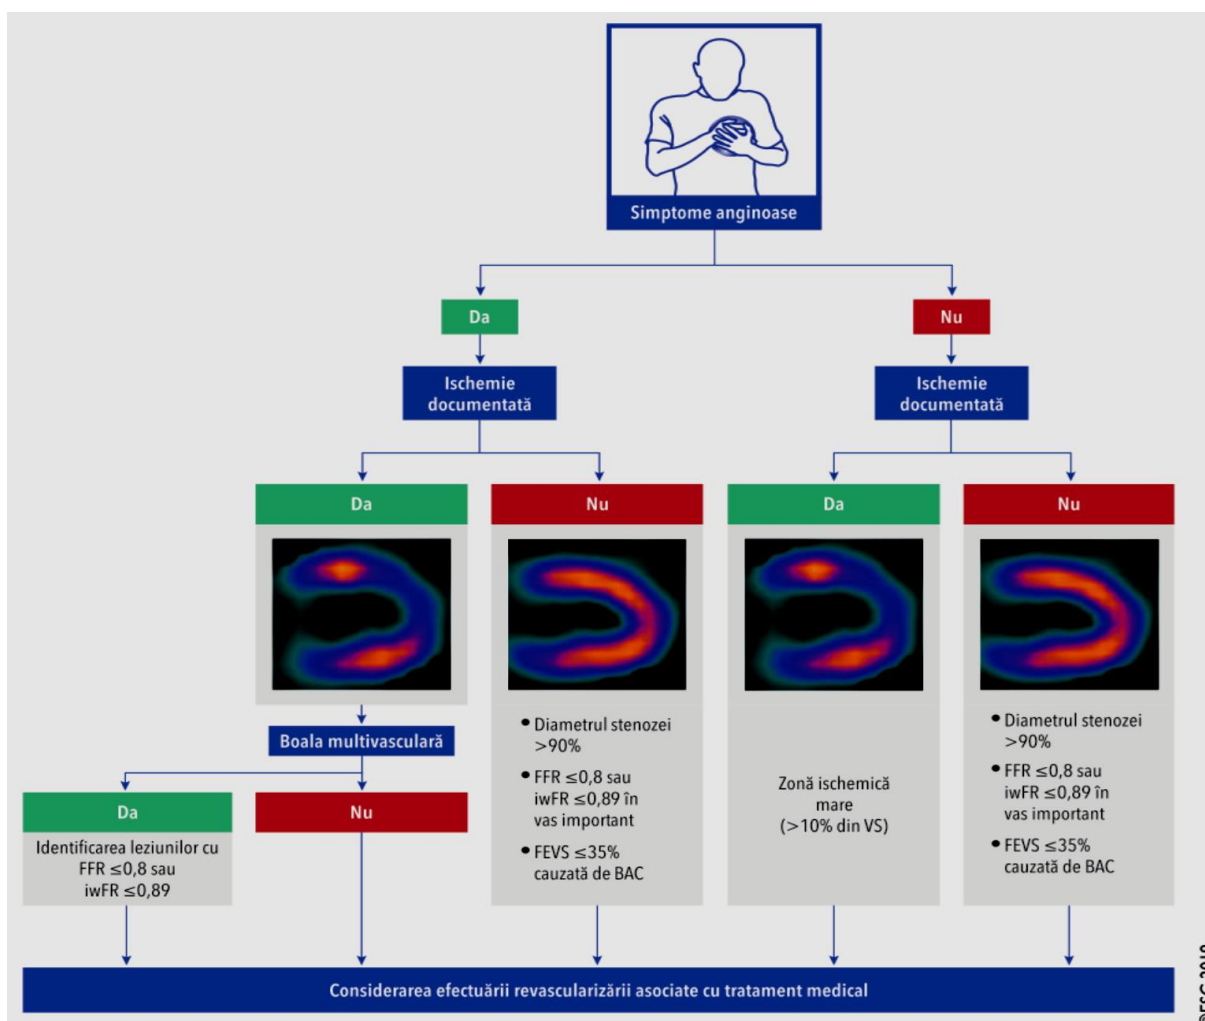 Simptome anginoase
Da
Nu
Ischemie
documentată
Ischemie
documentată
Da
Nu
Da
Nu
Boala multivasculară
Da
Identificarea leziunilor cu
FFR ≤0,8 sau
iwFR ≤0,89
Nu
• Diametrul stenozei
>90%
• FFR ≤0,8 sau
iwFR ≤0,89 în
vas important
• FEVS ≤35%
cauzată de BAC
Zonă ischemică
mare
(>10% din VS)
• Diametrul stenozei
>90%
• FFR ≤0,8 sau
iwFR ≤0,89 în
vas important
• FEVS ≤35%
cauzată de BAC
Considerarea efectuării revascularizării asociate cu tratament medical
©ESC 2019